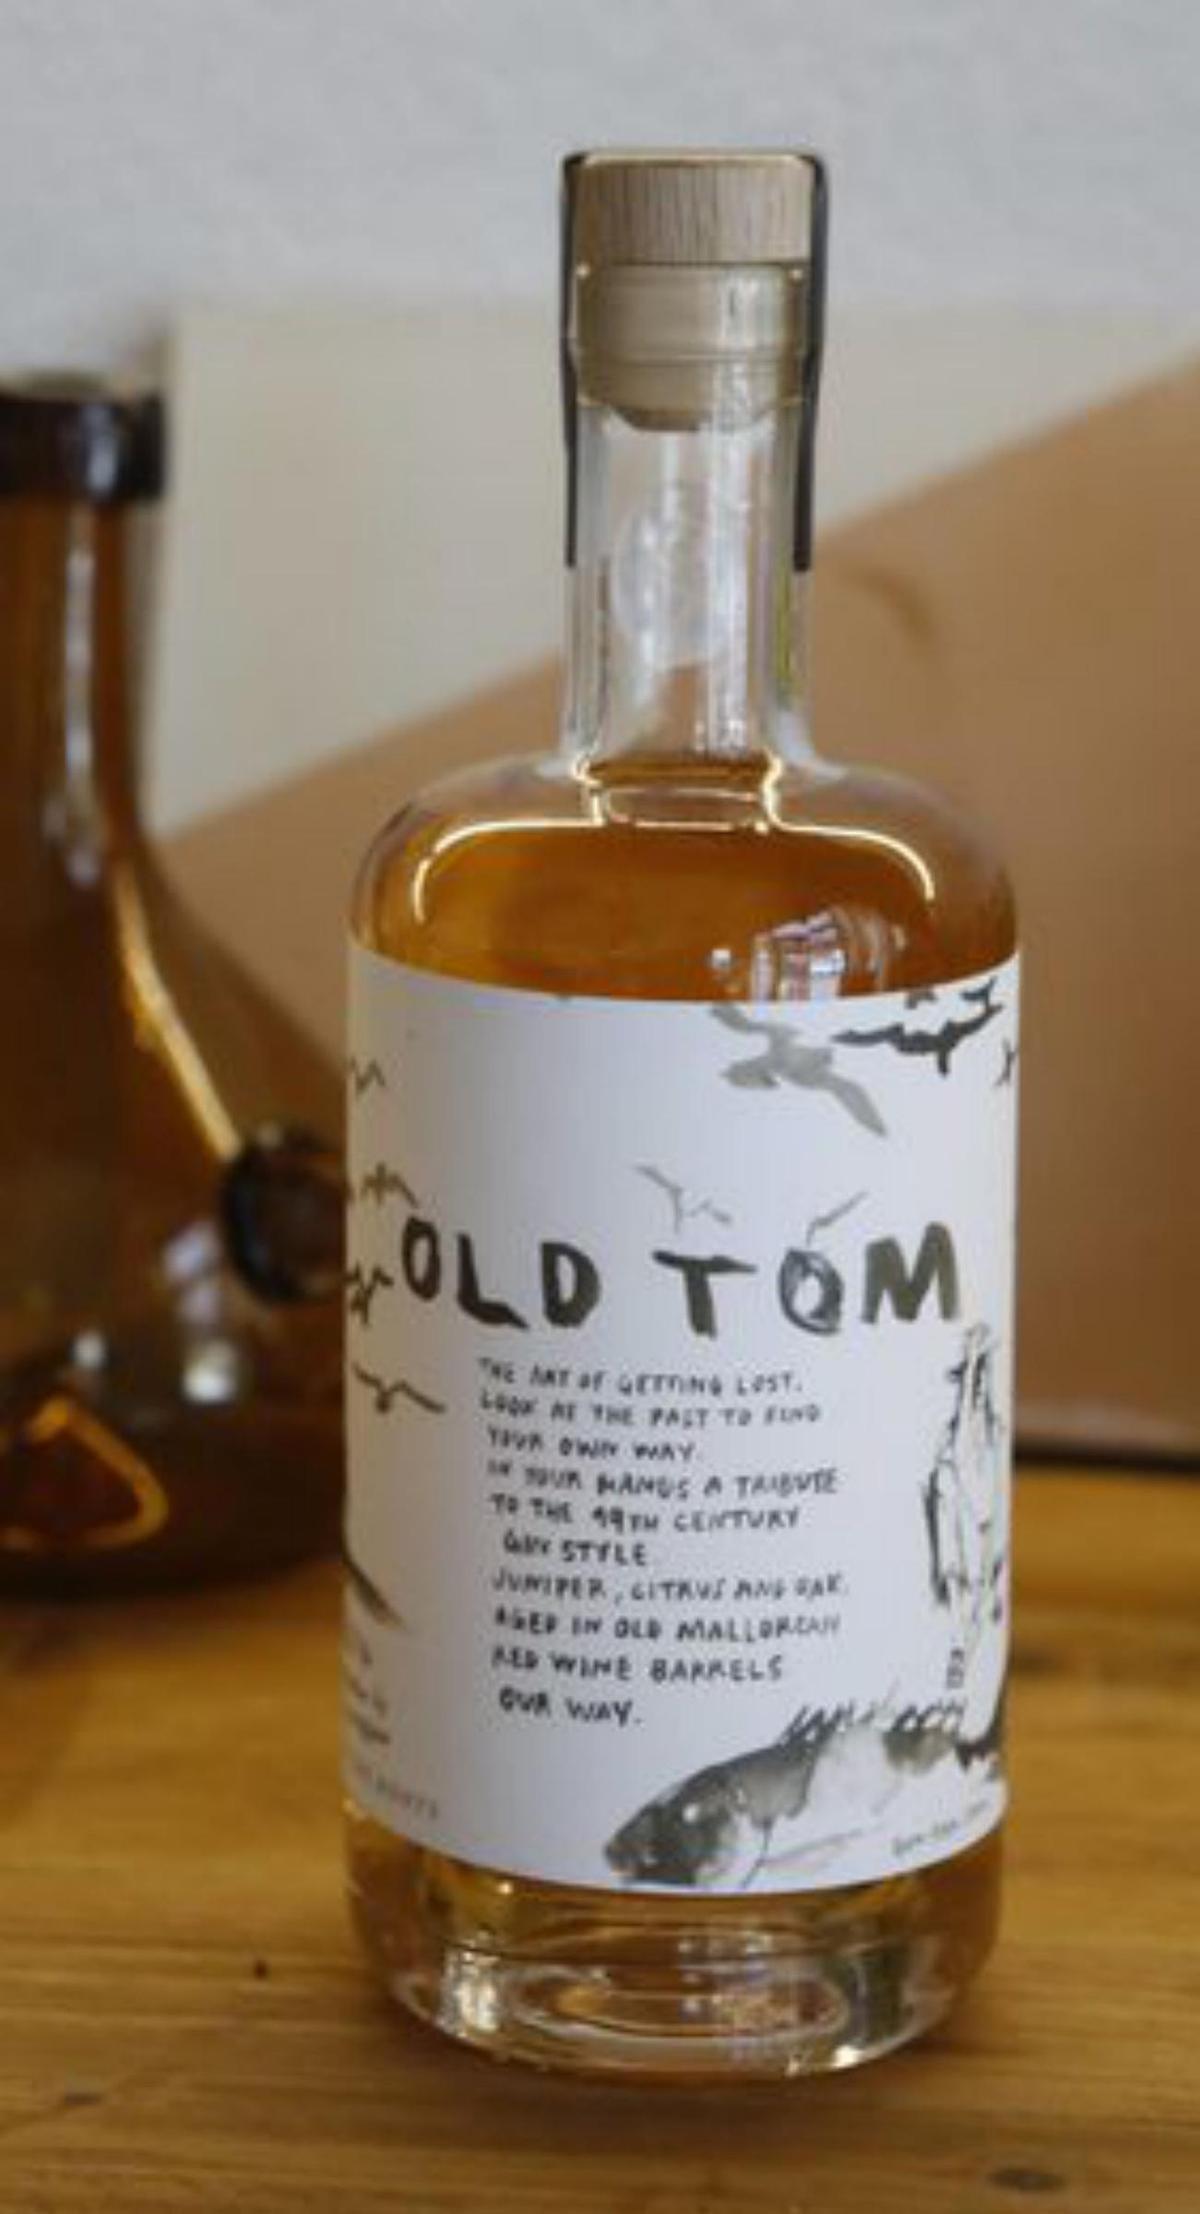 OLD TOM
THE ART OF GETTING LOST.
LOOK AT THE PAST TO FIND
YOUR OWN WAY.
IN YOUR HANDS A TRIBUTE
TO THE 19TH CENTURY
GIN STYLE
JUNIPER, CITRUS AND OAK.
AGED IN OLD MALLORCAN
RED WINE BARRELS
OUR WAY.